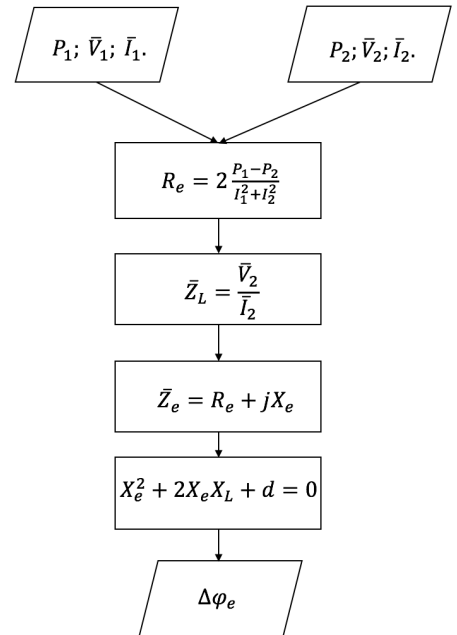 P₁; V̄₁; Ī₁.
P₂; V̄₂; Ī₂.
Rₑ = 2 (P₁−P₂)/(I₁²+I₂²)
Z̄_L = V̄₂/Ī₂
Z̄ₑ = Rₑ + jXₑ
Xₑ² + 2XₑX_L + d = 0
Δφₑ